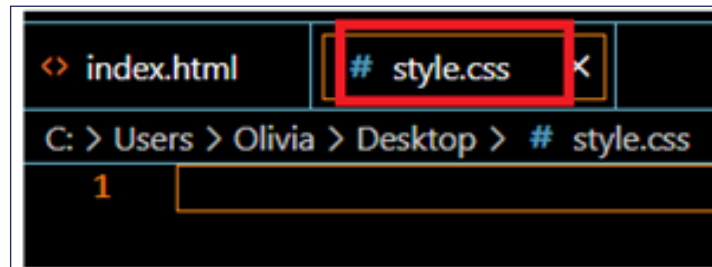 <> index.html # style.css ×
C: > Users > Olivia > Desktop > # style.css
1